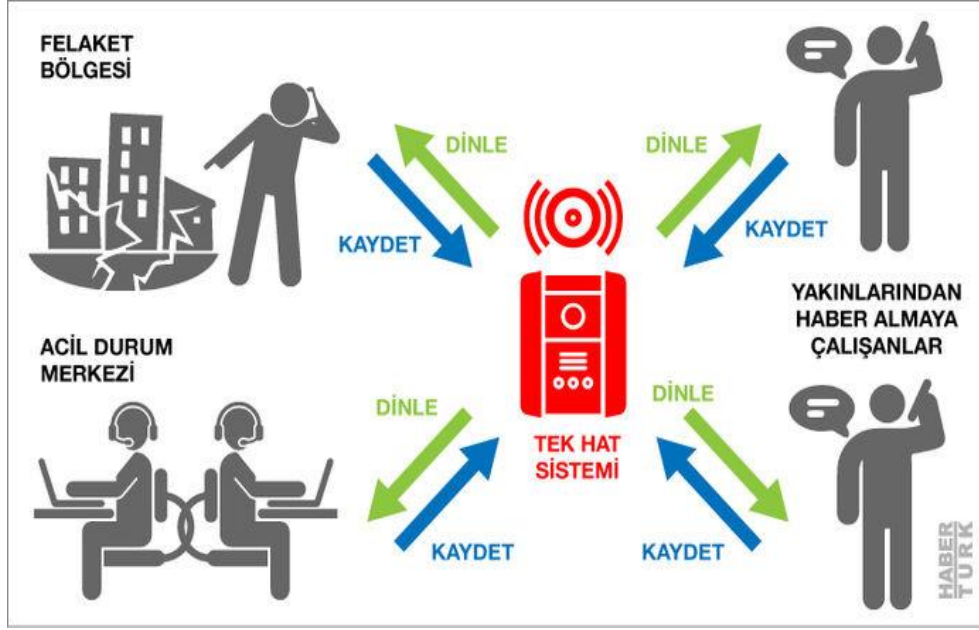 FELAKET
BÖLGESİ
DİNLE
KAYDET
DİNLE
KAYDET
YAKINLARINDAN
HABER ALMAYA
ÇALIŞANLAR
ACİL DURUM
MERKEZİ
DİNLE
KAYDET
TEK HAT
SİSTEMİ
DİNLE
KAYDET
HABER
TURK